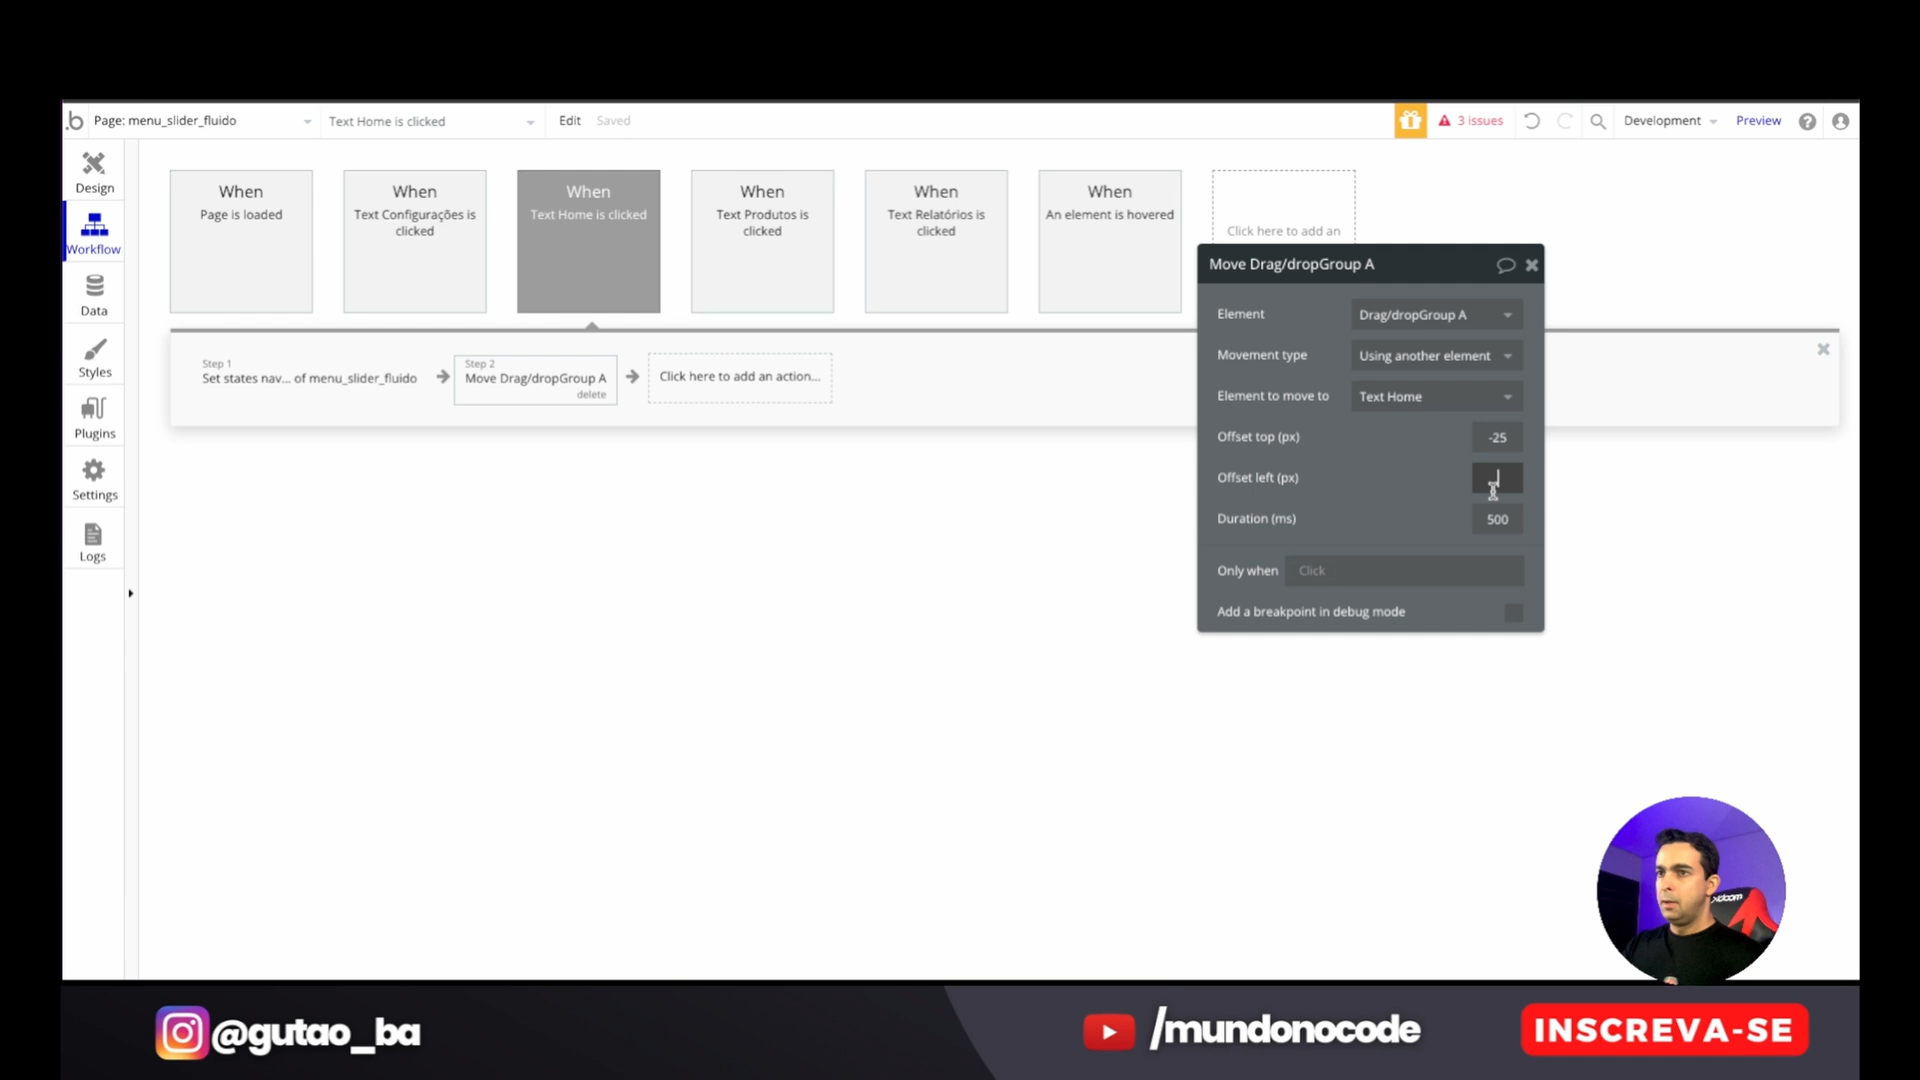 .b Page: menu_slider_fluido Text Home is clicked Edit Saved 3 issues Development Preview
Design
Workflow
Data
Styles
Plugins
Settings
Logs
When
Page is loaded
When
Text Configurações is
clicked
When
Text Home is clicked
When
Text Produtos is
clicked
When
Text Relatórios is
clicked
When
An element is hovered
Click here to add an
Step 1
Set states nav... of menu_slider_fluido
Step 2
Move Drag/dropGroup A
delete
Click here to add an action...
Move Drag/dropGroup A
Element Drag/dropGroup A
Movement type Using another element
Element to move to Text Home
Offset top (px) -25
Offset left (px)
Duration (ms) 500
Only when Click
Add a breakpoint in debug mode
@gutao_ba
/mundonocode
INSCREVA-SE